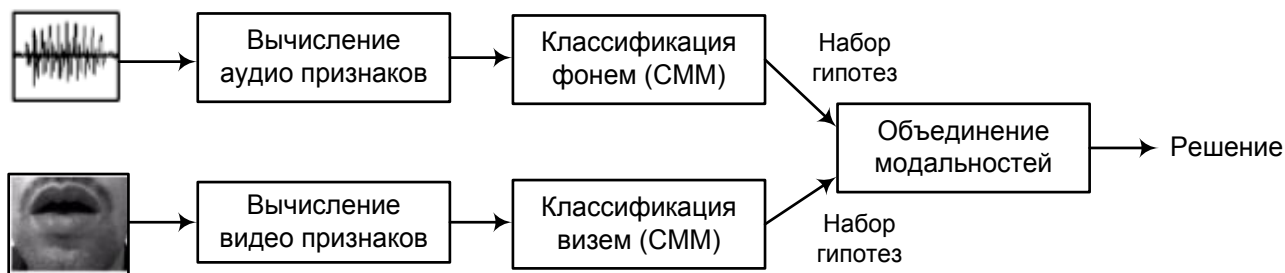 Вычисление
аудио признаков
Классификация
фонем (СММ)
Набор
гипотез
Объединение
модальностей
Решение
Вычисление
видео признаков
Классификация
визем (СММ)
Набор
гипотез